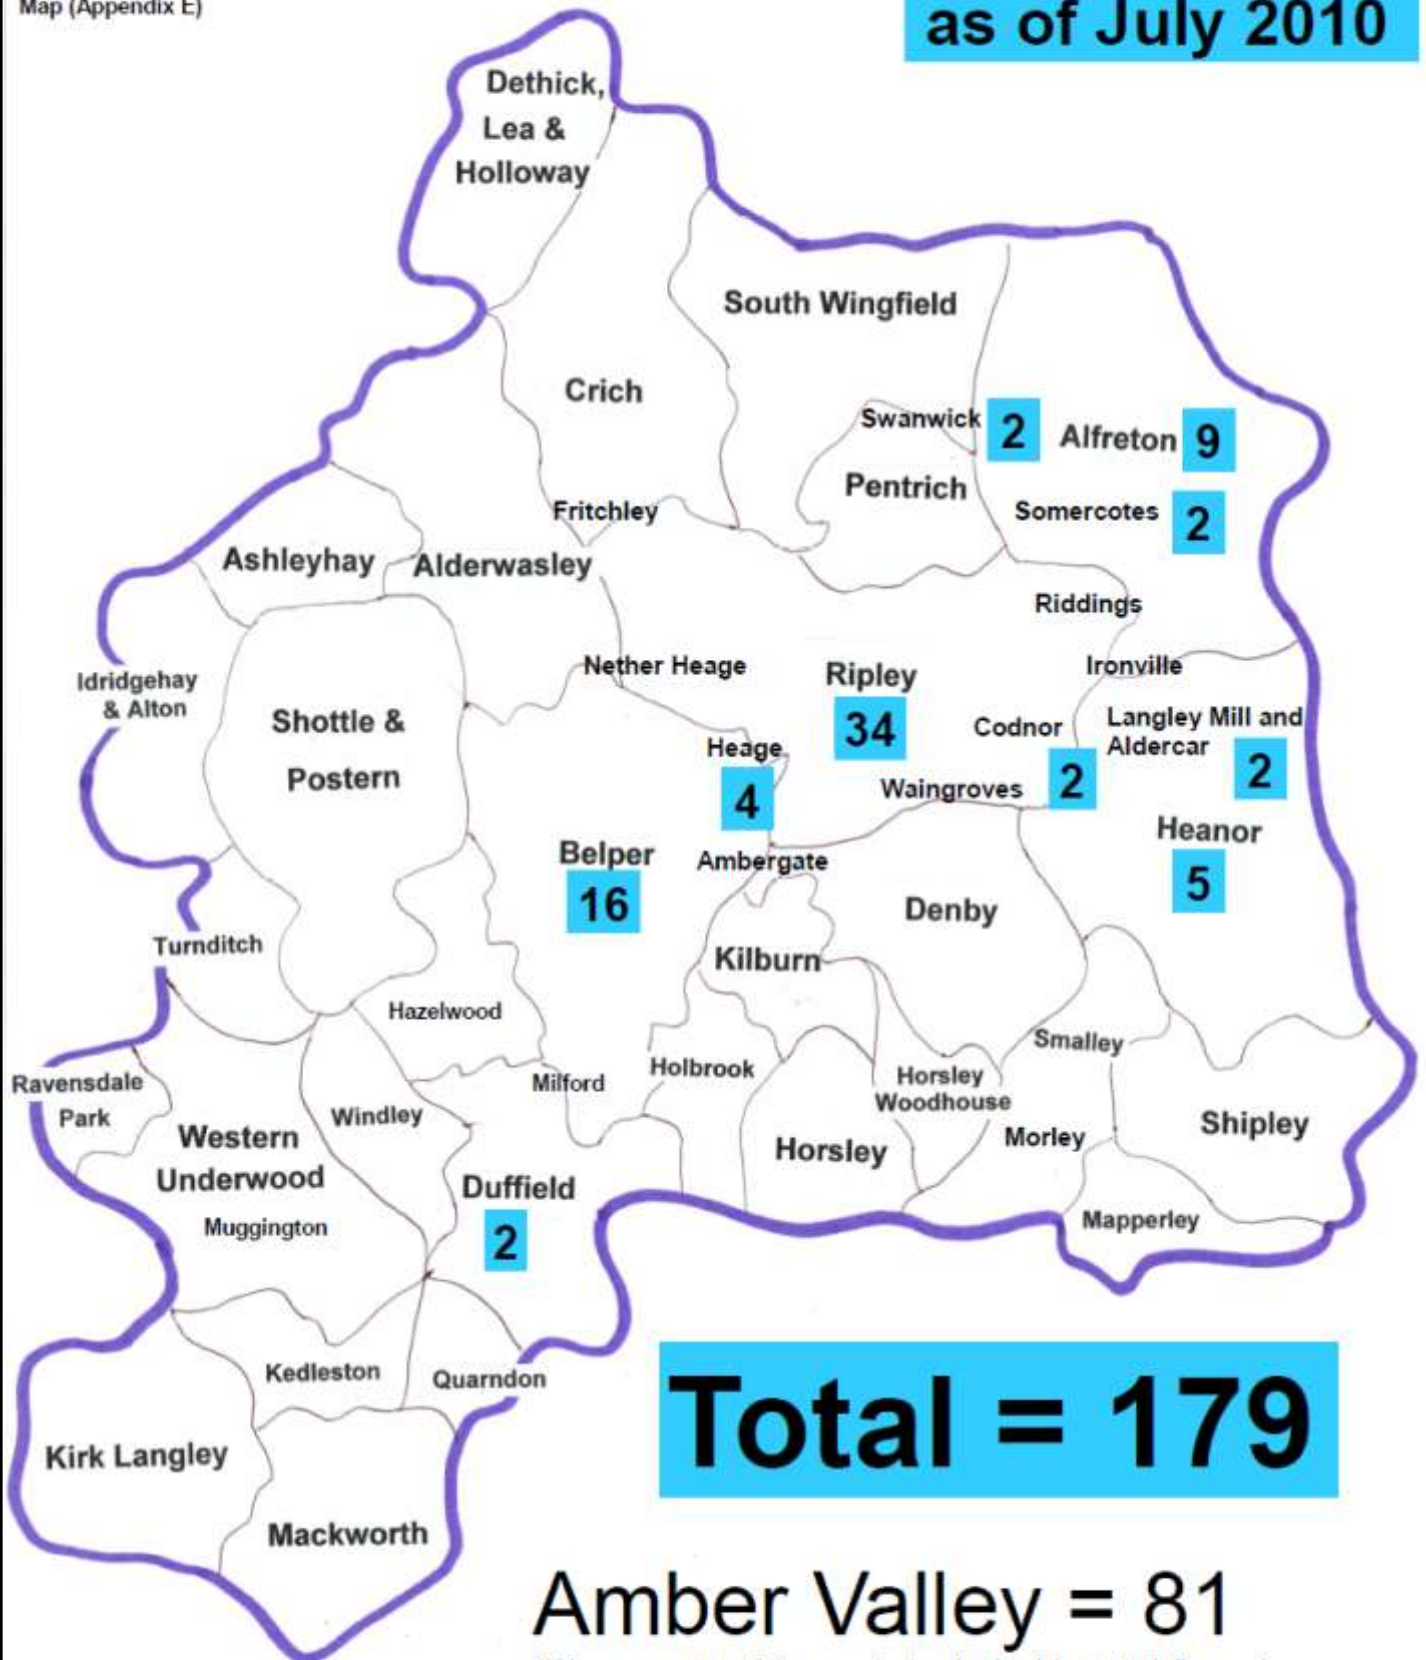 Map (Appendix E)
as of July 2010
Dethick,
Lea &
Holloway
South Wingfield
Crich
Swanwick 2
Alfreton 9
Pentrich
Fritchley
Somercotes 2
Ashleyhay
Alderwasley
Riddings
Nether Heage
Ironville
Ripley
34
Idridgehay
& Alton
Shottle &
Postern
Codnor
2
Langley Mill and
Aldercar 2
Heage
4
Waingroves
Heanor
5
Belper
16
Ambergate
Denby
Turnditch
Kilburn
Hazelwood
Smalley
Holbrook
Milford
Horsley
Woodhouse
Ravensdale
Park
Windley
Western
Underwood
Muggington
Shipley
Morley
Horsley
Duffield
2
Mapperley
Kedleston
Quarndon
Total = 179
Kirk Langley
Mackworth
Amber Valley = 81